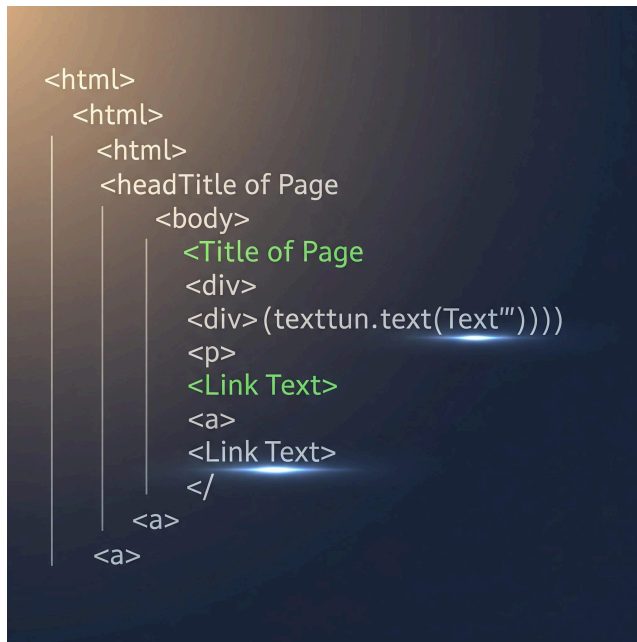 <html>
<html>
<html>
<headTitle of Page
<body>
<Title of Page
<div>
<div>(texttun.text(Text"'))))
<p>
<Link Text>
<a>
<Link Text>
</
<a>
<a>